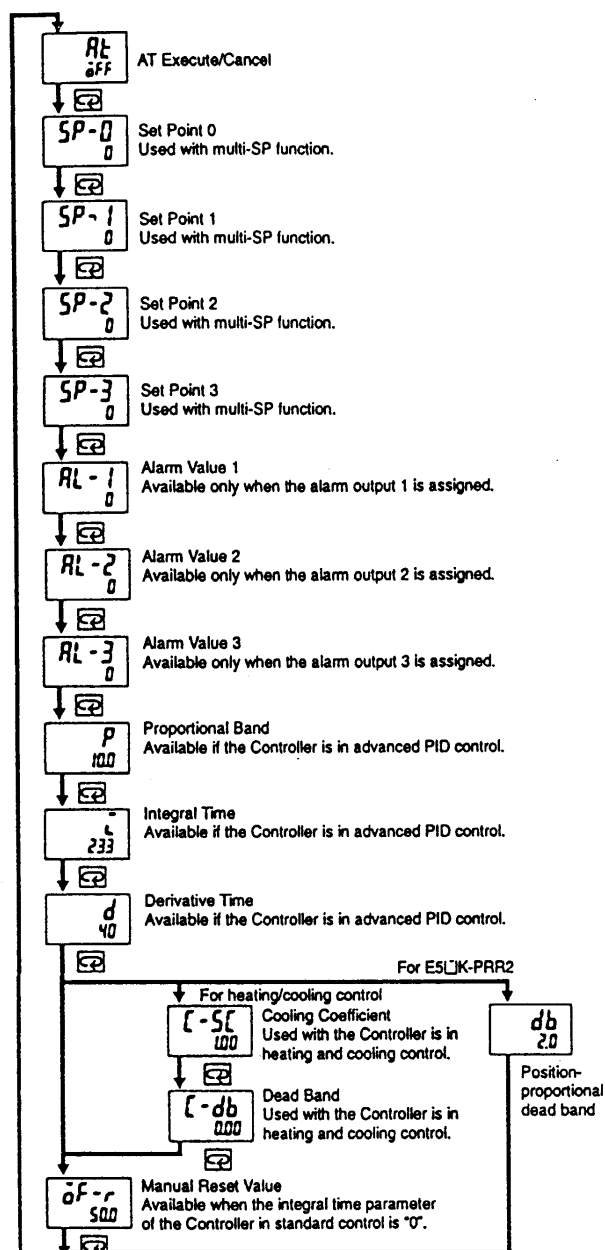 At
oFF
AT Execute/Cancel
SP-0
0
Set Point 0
Used with multi-SP function.
SP-1
0
Set Point 1
Used with multi-SP function.
SP-2
0
Set Point 2
Used with multi-SP function.
SP-3
0
Set Point 3
Used with multi-SP function.
AL-1
0
Alarm Value 1
Available only when the alarm output 1 is assigned.
AL-2
0
Alarm Value 2
Available only when the alarm output 2 is assigned.
AL-3
0
Alarm Value 3
Available only when the alarm output 3 is assigned.
P
10.0
Proportional Band
Available if the Controller is in advanced PID control.
i
233
Integral Time
Available if the Controller is in advanced PID control.
d
40
Derivative Time
Available if the Controller is in advanced PID control.
For E5□K-PRR2
For heating/cooling control
C-SC
1.00
Cooling Coefficient
Used with the Controller is in
heating and cooling control.
db
2.0
Position-
proportional
dead band
C-db
0.00
Dead Band
Used with the Controller is in
heating and cooling control.
oF-r
50.0
Manual Reset Value
Available when the integral time parameter
of the Controller in standard control is "0".